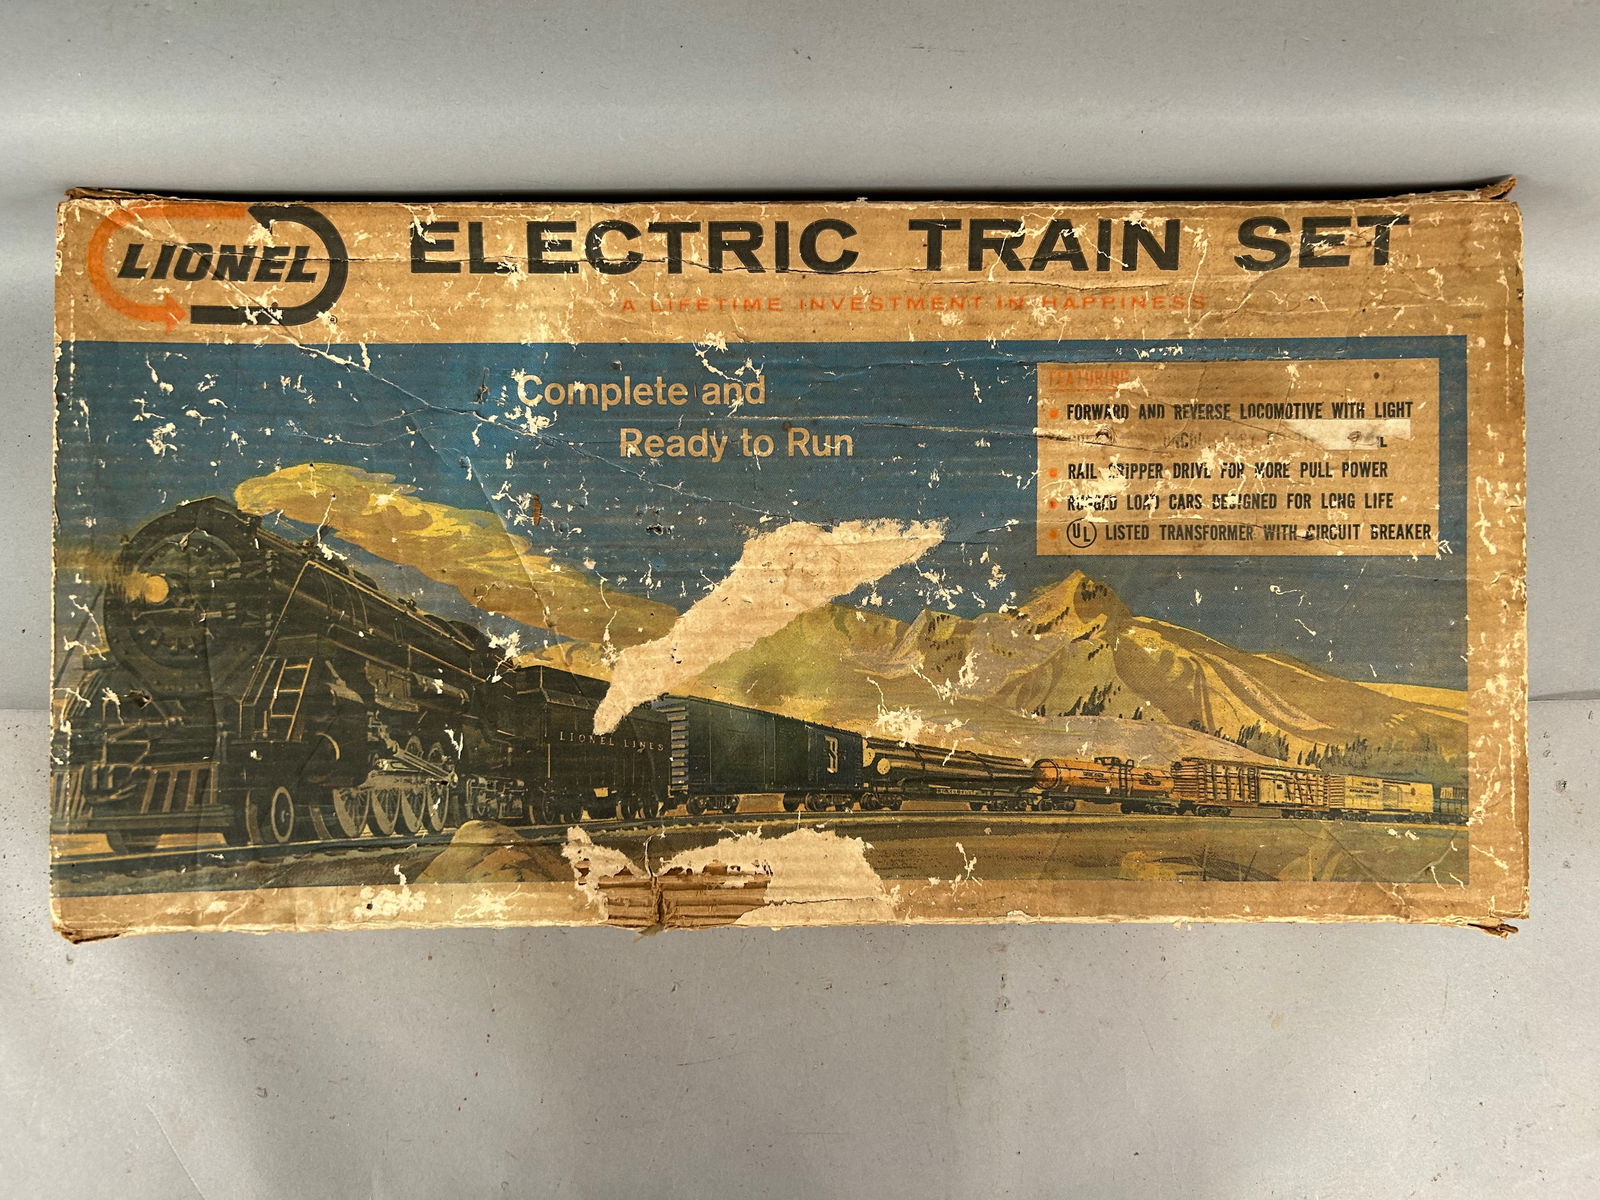 LIONEL
ELECTRIC TRAIN SET
A LIFETIME INVESTMENT IN HAPPINESS
Complete and
Ready to Run
FEATURING
FORWARD AND REVERSE LOCOMOTIVE WITH LIGHT
RAIL GRIPPER DRIVE FOR MORE PULL POWER
RUGGED LOAD CARS DESIGNED FOR LONG LIFE
UL LISTED TRANSFORMER WITH CIRCUIT BREAKER
LIONEL LINES